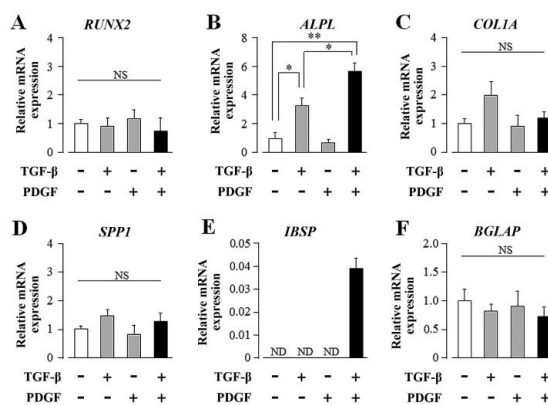 A RUNX2
Relative mRNA
expression
4
3
2
1
0
NS
TGF-β - + - +
PDGF - - + +
B ALPL
Relative mRNA
expression
8
6
4
2
0
**
*
*
TGF-β - + - +
PDGF - - + +
C COL1A
Relative mRNA
expression
4
3
2
1
0
NS
TGF-β - + - +
PDGF - - + +
D SPP1
Relative mRNA
expression
4
3
2
1
0
NS
TGF-β - + - +
PDGF - - + +
E IBSP
Relative mRNA
expression
0.05
0.04
0.03
0.02
0.01
0
ND ND ND
TGF-β - + - +
PDGF - - + +
F BGLAP
Relative mRNA
expression
2.0
1.5
1.0
0.5
0
NS
TGF-β - + - +
PDGF - - + +